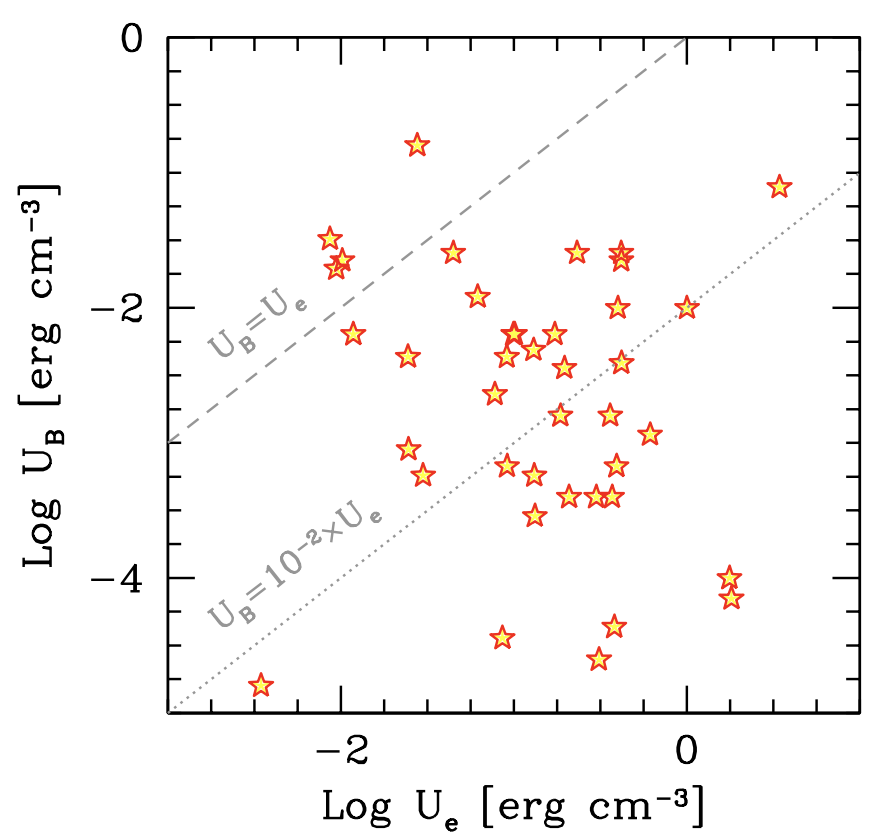 0
−2
−4
Log U_B [erg cm⁻³]
U_B=U_e
U_B=10⁻²×U_e
−2
0
Log U_e [erg cm⁻³]